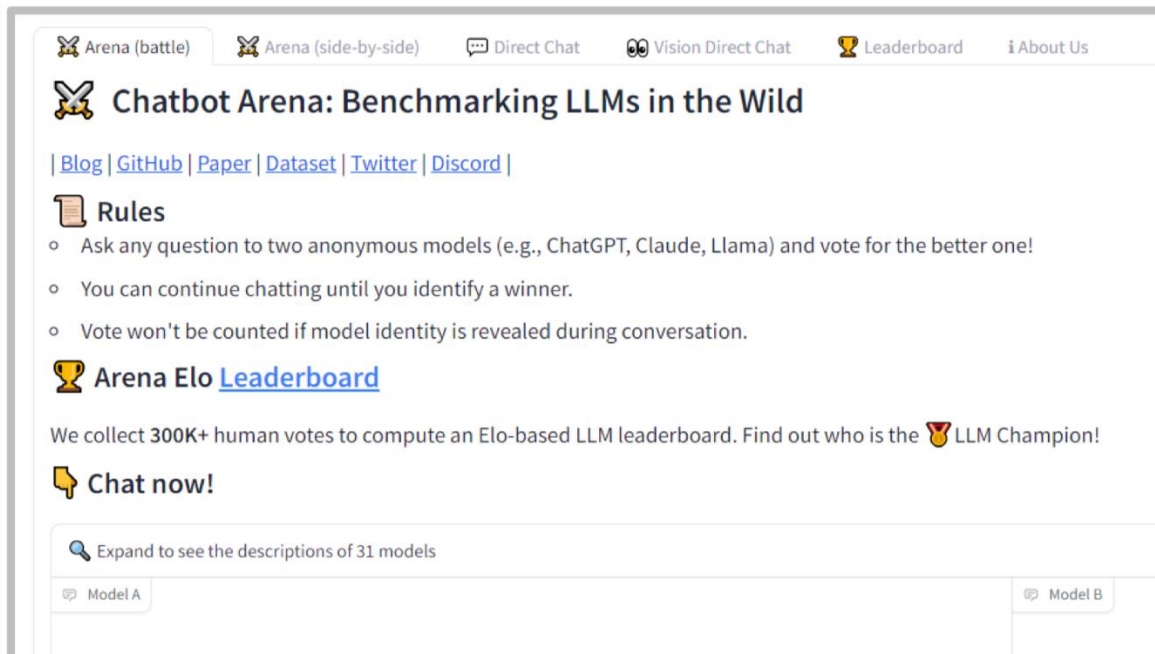 ⚔️ Arena (battle) ⚔️ Arena (side-by-side) 💬 Direct Chat 👀 Vision Direct Chat 🏆 Leaderboard ℹ️ About Us
⚔️ Chatbot Arena: Benchmarking LLMs in the Wild
| Blog | GitHub | Paper | Dataset | Twitter | Discord |
📜 Rules
Ask any question to two anonymous models (e.g., ChatGPT, Claude, Llama) and vote for the better one!
You can continue chatting until you identify a winner.
Vote won't be counted if model identity is revealed during conversation.
🏆 Arena Elo Leaderboard
We collect 300K+ human votes to compute an Elo-based LLM leaderboard. Find out who is the 🥇 LLM Champion!
👇 Chat now!
🔍 Expand to see the descriptions of 31 models
Model A Model B